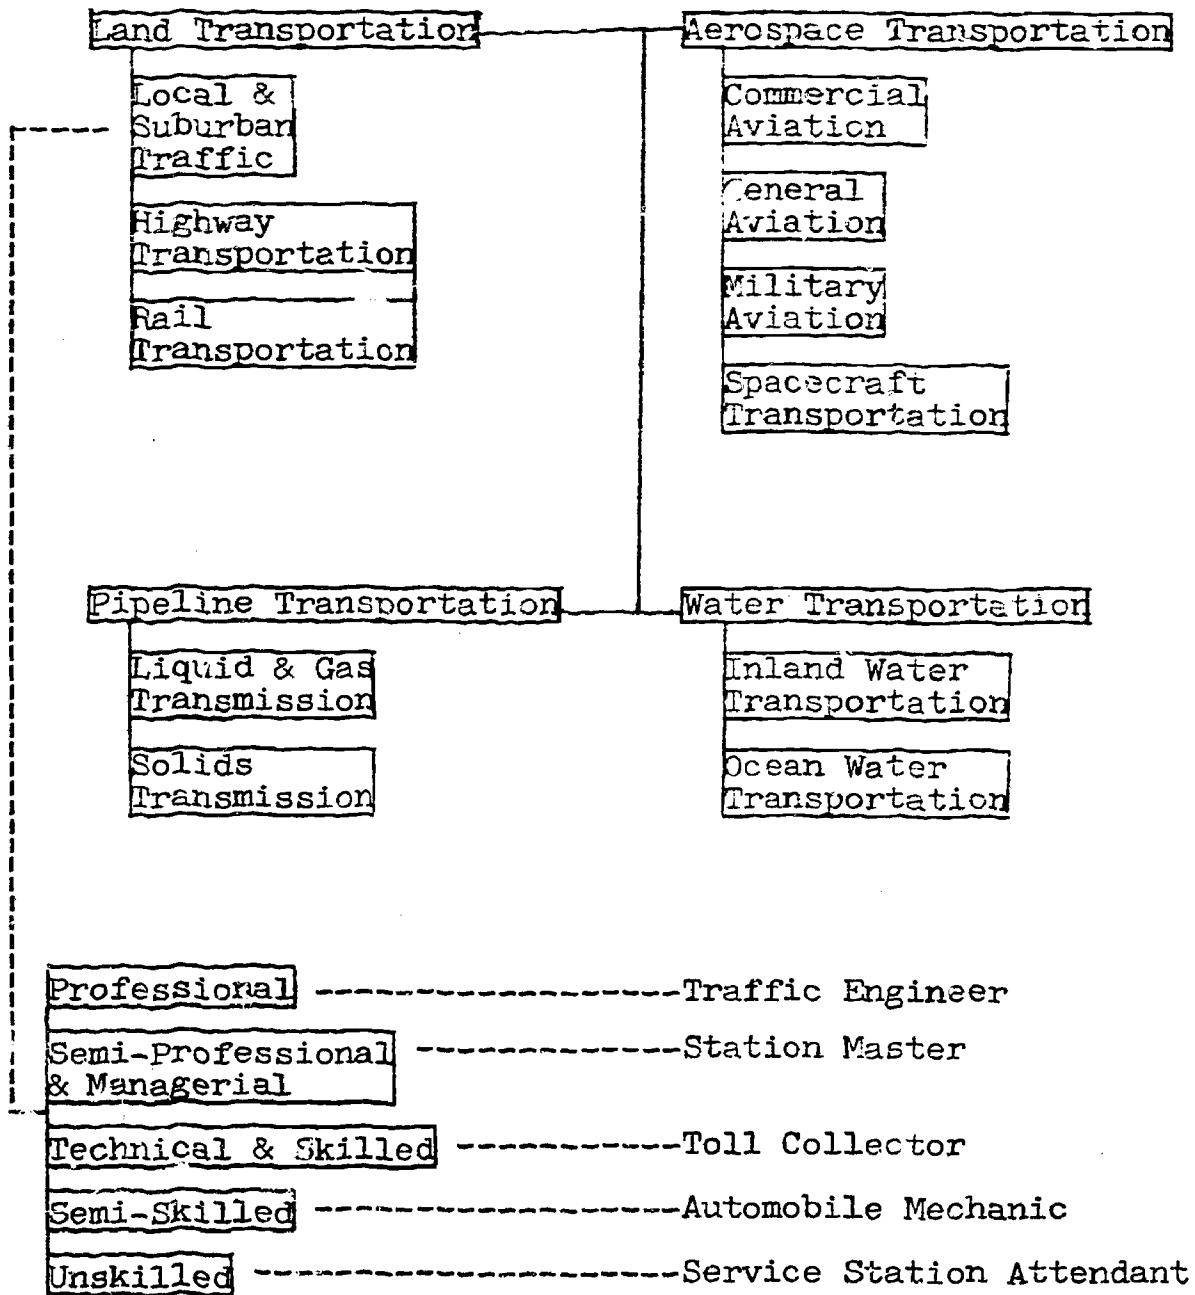 Land Transportation
Aerospace Transportation
Local &
Suburban
Traffic
Highway
Transportation
Rail
Transportation
Commercial
Aviation
General
Aviation
Military
Aviation
Spacecraft
Transportation
Pipeline Transportation
Water Transportation
Liquid & Gas
Transmission
Solids
Transmission
Inland Water
Transportation
Ocean Water
Transportation
Professional
Traffic Engineer
Semi-Professional
& Managerial
Station Master
Technical & Skilled
Toll Collector
Semi-Skilled
Automobile Mechanic
Unskilled
Service Station Attendant